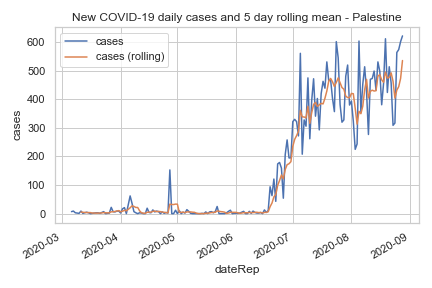 New COVID-19 daily cases and 5 day rolling mean - Palestine
cases
cases (rolling)
600
500
400
300
200
100
0
cases
2020-03
2020-04
2020-05
2020-06
2020-07
2020-08
2020-09
dateRep